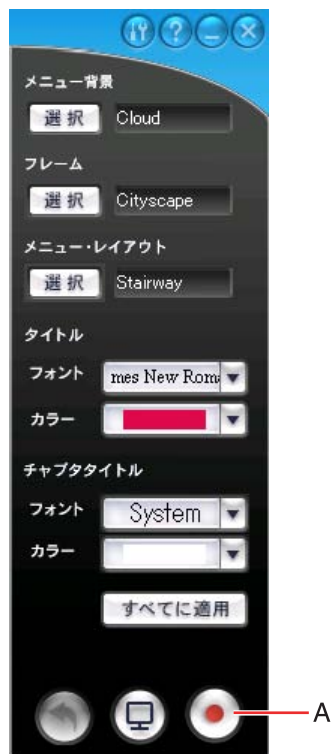 メニュー背景
選択 Cloud
フレーム
選択 Cityscape
メニュー・レイアウト
選択 Stairway
タイトル
フォント mes New Roma
カラー
チャプタタイトル
フォント System
カラー
すべてに適用
A